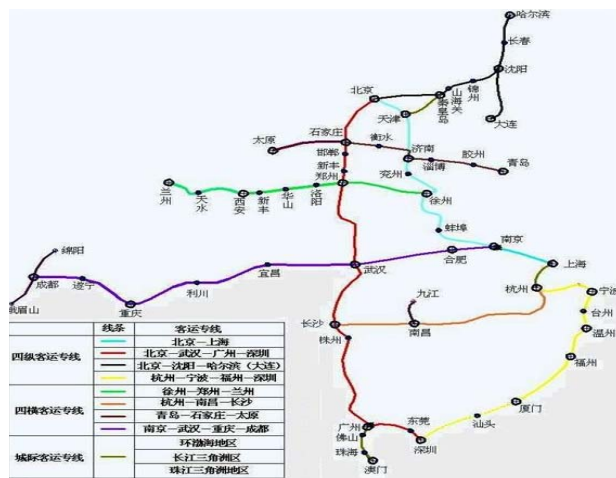 哈尔滨
长春
沈阳
锦州
山海关
秦皇岛
北京
天津
大连
石家庄
衡水
太原
济南
邯郸
淄博
胶州
青岛
新丰
兖州
郑州
兰州
天水
西安
新丰
华山
洛阳
徐州
蚌埠
绵阳
南京
合肥
上海
武汉
宜昌
成都
遂宁
利川
杭州
宁波
峨眉山
重庆
九江
台州
长沙
南昌
温州
株州
福州
厦门
汕头
广州
东莞
佛山
深圳
珠海
澳门
线条 客运专线
四纵客运专线 北京－上海
北京－武汉－广州－深圳
北京－沈阳－哈尔滨（大连）
杭州－宁波－福州－深圳
四横客运专线 徐州－郑州－兰州
杭州－南昌－长沙
青岛－石家庄－太原
南京－武汉－重庆－成都
城际客运专线 环渤海地区
长江三角洲区
珠江三角洲地区